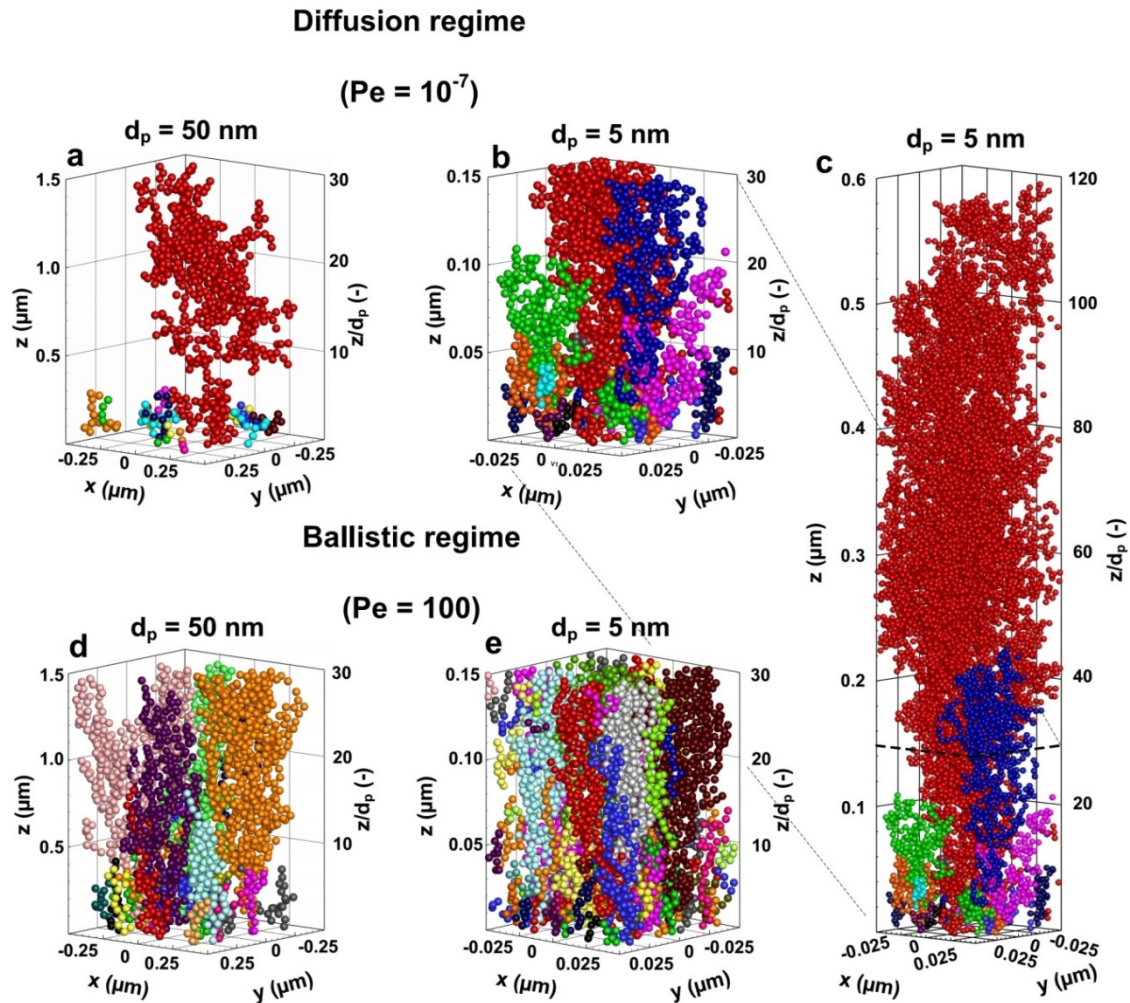 Diffusion regime
(Pe = 10⁻⁷)
dₚ = 50 nm
dₚ = 5 nm
dₚ = 5 nm
a
1.5
1.0
0.5
z (µm)
30
20
10
z/dₚ (-)
-0.25
0
0.25
x (µm)
0.25
0
-0.25
y (µm)
b
0.15
0.10
0.05
z (µm)
30
20
10
z/dₚ (-)
-0.025
0
0.025
x (µm)
0.025
0
-0.025
y (µm)
c
0.6
0.5
0.4
0.3
0.2
0.1
z (µm)
120
100
80
60
40
20
z/dₚ (-)
-0.025
0
0.025
x (µm)
0.025
0
-0.025
y (µm)
Ballistic regime
(Pe = 100)
dₚ = 50 nm
dₚ = 5 nm
d
1.5
1.0
0.5
z (µm)
30
20
10
z/dₚ (-)
-0.25
0
0.25
x (µm)
0.25
0
-0.25
y (µm)
e
0.15
0.10
0.05
z (µm)
30
20
10
z/dₚ (-)
-0.025
0
0.025
x (µm)
0.025
0
-0.025
y (µm)